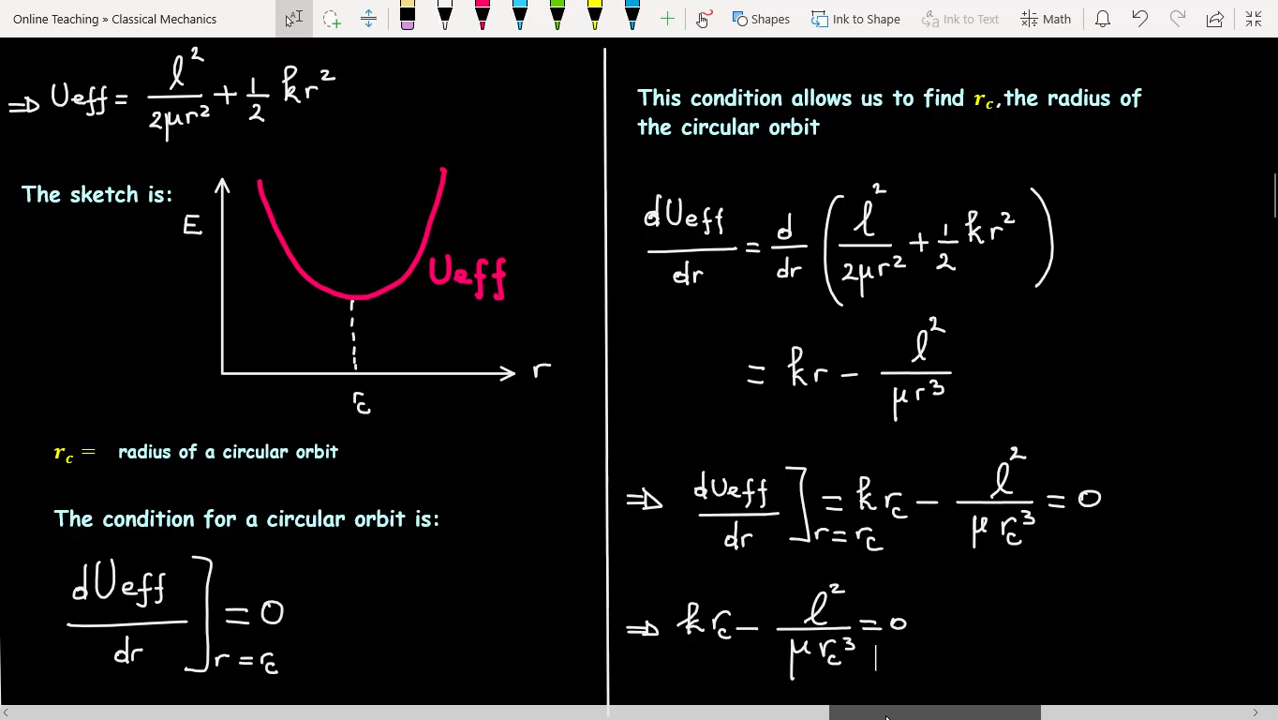 Online Teaching » Classical Mechanics
Shapes
Ink to Shape
Ink to Text
Math
⇒ Ueff = l²/2μr² + 1/2 kr²
The sketch is:
E
Ueff
r
rc
rc = radius of a circular orbit
The condition for a circular orbit is:
dUeff/dr ]r=rc = 0
This condition allows us to find rc,the radius of
the circular orbit
dUeff/dr = d/dr (l²/2μr² + 1/2 kr²)
= kr − l²/μr³
⇒ dUeff/dr ]r=rc = krc − l²/μrc³ = 0
⇒ krc − l²/μrc³ = 0